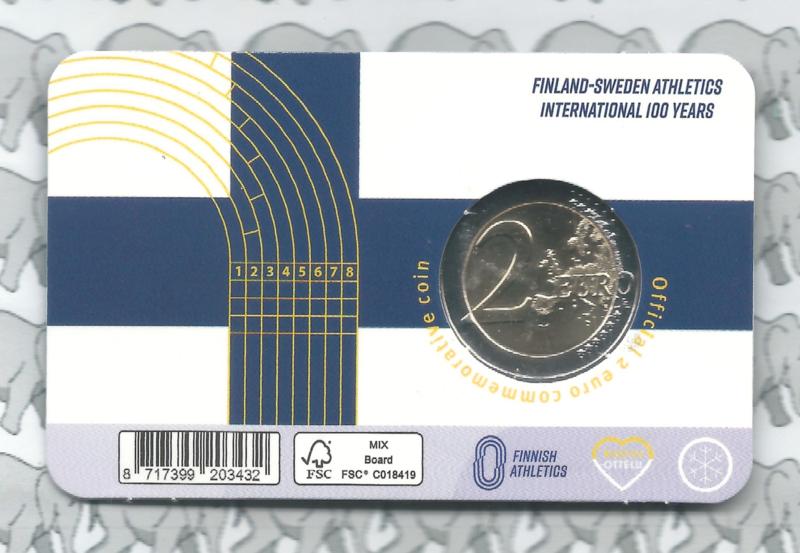 FINLAND-SWEDEN ATHLETICS
INTERNATIONAL 100 YEARS
1 2 3 4 5 6 7 8
2 EURO
Official 2 euro commemorative coin
8 717399 203432
FSC
MIX
Board
FSC® C018419
FINNISH
ATHLETICS
OTTELU